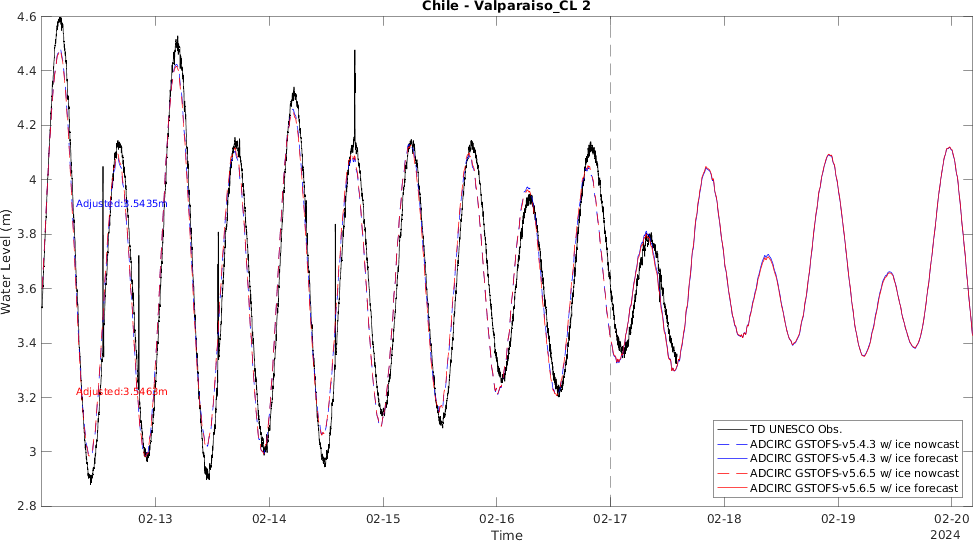 Chile - Valparaiso_CL 2
4.6
4.4
4.2
4
3.8
3.6
3.4
3.2
3
2.8
Water Level (m)
Adjusted:3.5435m
Adjusted:3.5463m
TD UNESCO Obs.
ADCIRC GSTOFS-v5.4.3 w/ ice nowcast
ADCIRC GSTOFS-v5.4.3 w/ ice forecast
ADCIRC GSTOFS-v5.6.5 w/ ice nowcast
ADCIRC GSTOFS-v5.6.5 w/ ice forecast
02-13 02-14 02-15 02-16 02-17 02-18 02-19 02-20
Time
2024